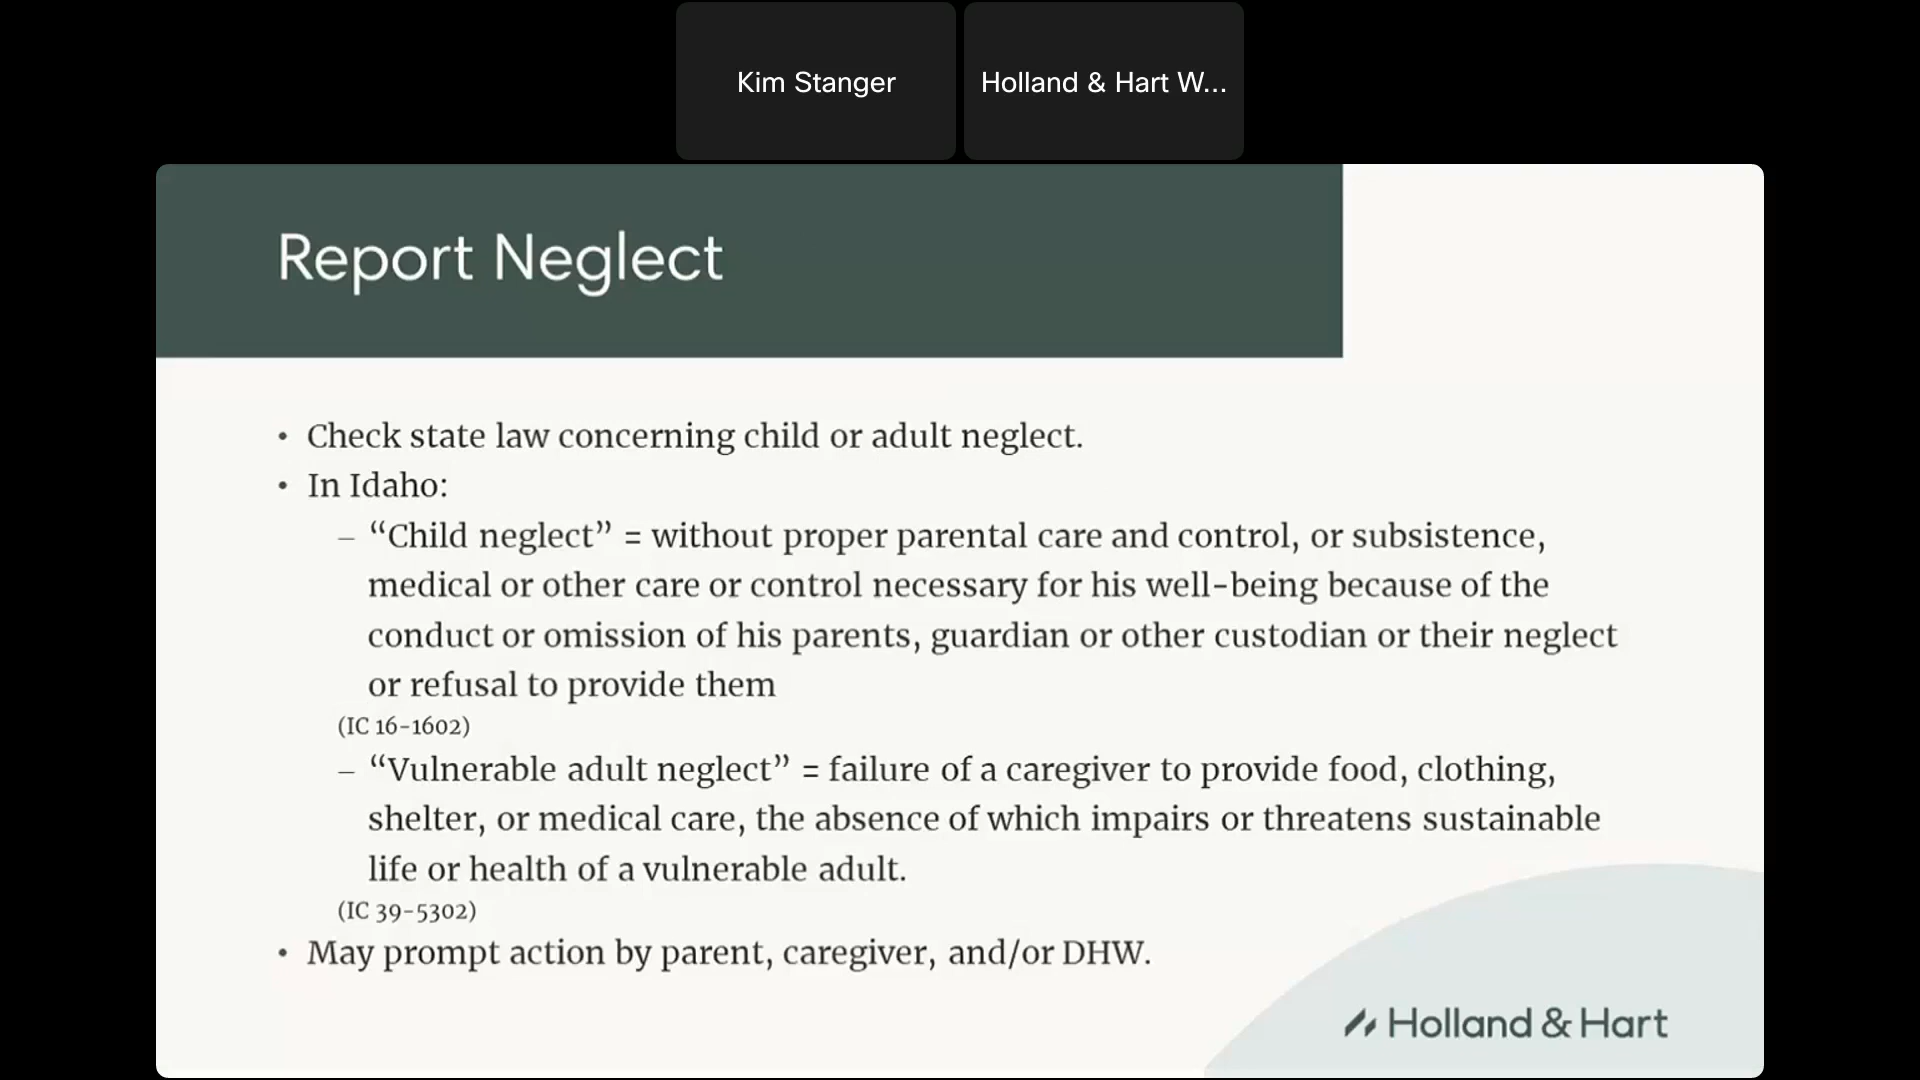 Kim Stanger
Holland & Hart W...
Report Neglect
• Check state law concerning child or adult neglect.
• In Idaho:
– “Child neglect” = without proper parental care and control, or subsistence,
medical or other care or control necessary for his well-being because of the
conduct or omission of his parents, guardian or other custodian or their neglect
or refusal to provide them
(IC 16-1602)
– “Vulnerable adult neglect” = failure of a caregiver to provide food, clothing,
shelter, or medical care, the absence of which impairs or threatens sustainable
life or health of a vulnerable adult.
(IC 39-5302)
• May prompt action by parent, caregiver, and/or DHW.
Holland & Hart